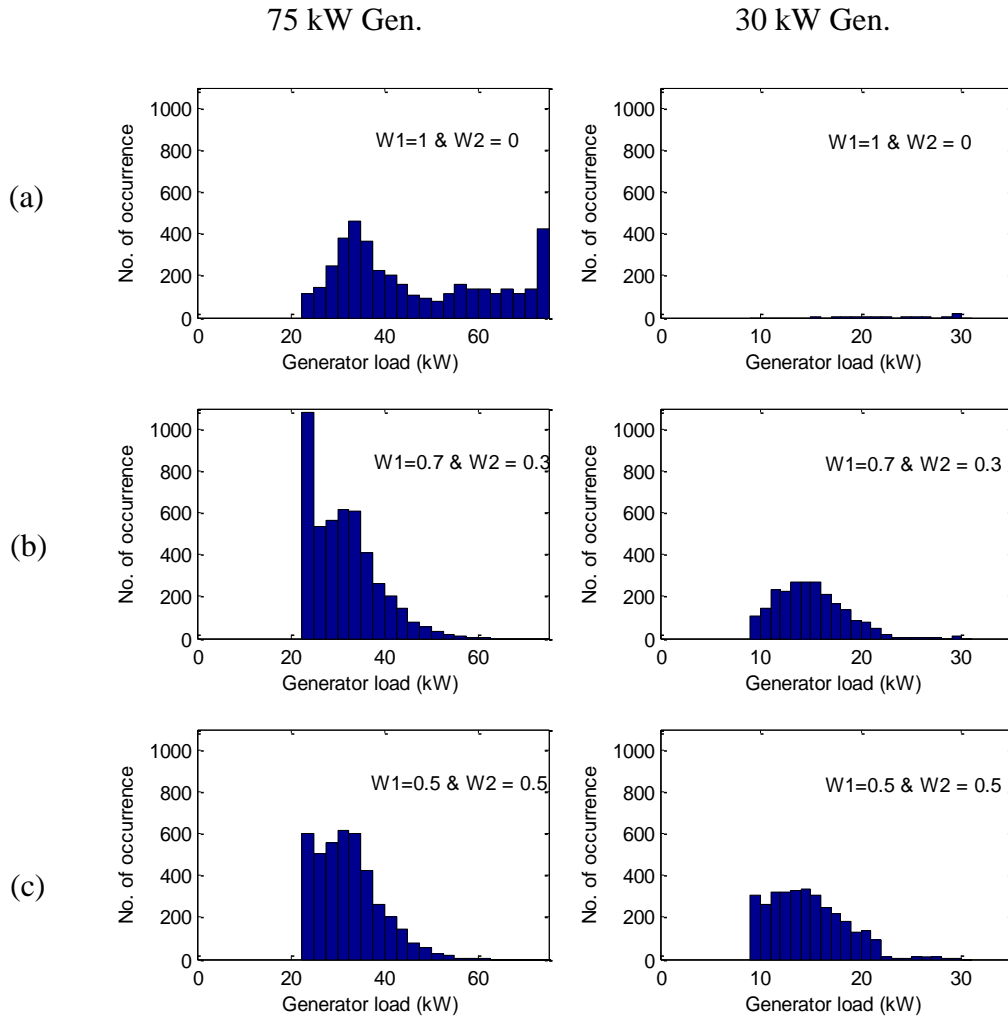 75 kW Gen.
30 kW Gen.
(a)
No. of occurrence
1000
800
600
400
200
0
W1=1 & W2 = 0
0 20 40 60
Generator load (kW)
No. of occurrence
1000
800
600
400
200
0
W1=1 & W2 = 0
0 10 20 30
Generator load (kW)
(b)
No. of occurrence
1000
800
600
400
200
0
W1=0.7 & W2 = 0.3
0 20 40 60
Generator load (kW)
No. of occurrence
1000
800
600
400
200
0
W1=0.7 & W2 = 0.3
0 10 20 30
Generator load (kW)
(c)
No. of occurrence
1000
800
600
400
200
0
W1=0.5 & W2 = 0.5
0 20 40 60
Generator load (kW)
No. of occurrence
1000
800
600
400
200
0
W1=0.5 & W2 = 0.5
0 10 20 30
Generator load (kW)